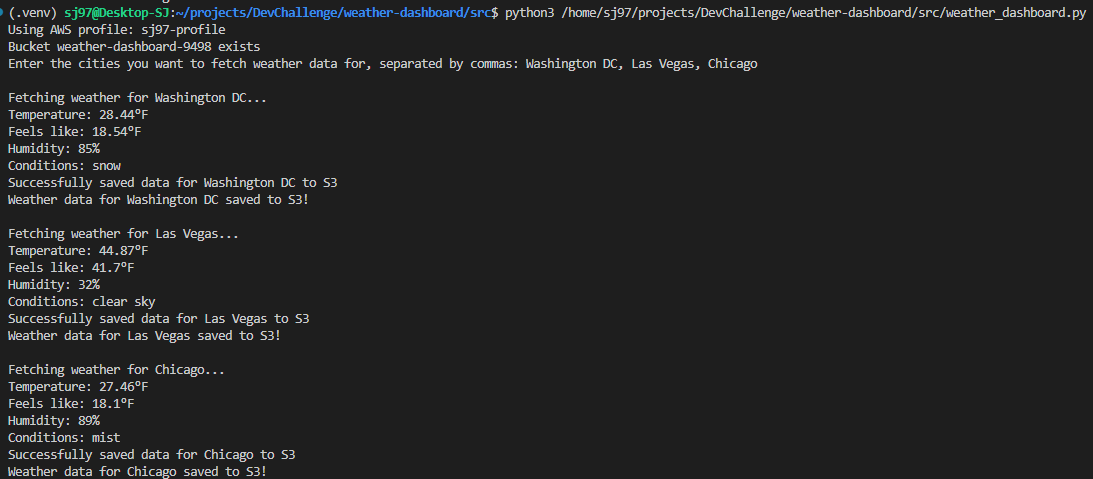 (.venv) sj97@Desktop-SJ:~/projects/DevChallenge/weather-dashboard/src$ python3 /home/sj97/projects/DevChallenge/weather-dashboard/src/weather_dashboard.py
Using AWS profile: sj97-profile
Bucket weather-dashboard-9498 exists
Enter the cities you want to fetch weather data for, separated by commas: Washington DC, Las Vegas, Chicago
Fetching weather for Washington DC...
Temperature: 28.44°F
Feels like: 18.54°F
Humidity: 85%
Conditions: snow
Successfully saved data for Washington DC to S3
Weather data for Washington DC saved to S3!
Fetching weather for Las Vegas...
Temperature: 44.87°F
Feels like: 41.7°F
Humidity: 32%
Conditions: clear sky
Successfully saved data for Las Vegas to S3
Weather data for Las Vegas saved to S3!
Fetching weather for Chicago...
Temperature: 27.46°F
Feels like: 18.1°F
Humidity: 89%
Conditions: mist
Successfully saved data for Chicago to S3
Weather data for Chicago saved to S3!